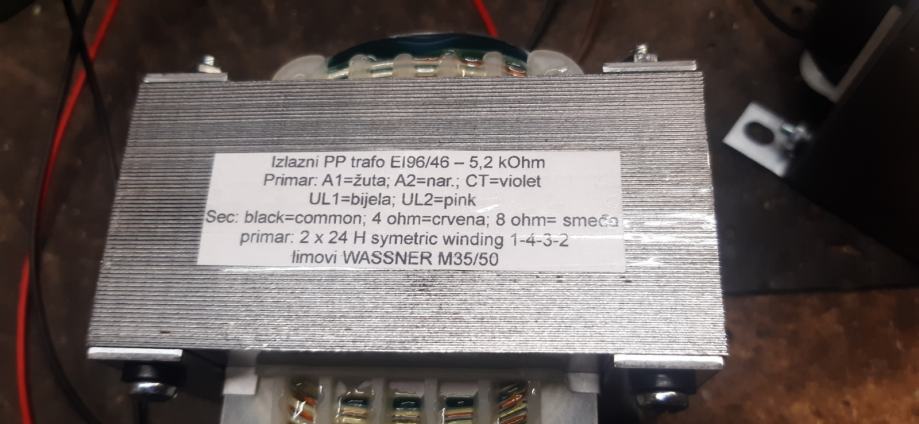 Izlazni PP trafo EI96/46 – 5,2 kOhm
Primar: A1=žuta; A2=nar.; CT=violet
UL1=bijela; UL2=pink
Sec: black=common; 4 ohm=crvena; 8 ohm= smeđa
primar: 2 x 24 H symetric winding 1-4-3-2
limovi WASSNER M35/50